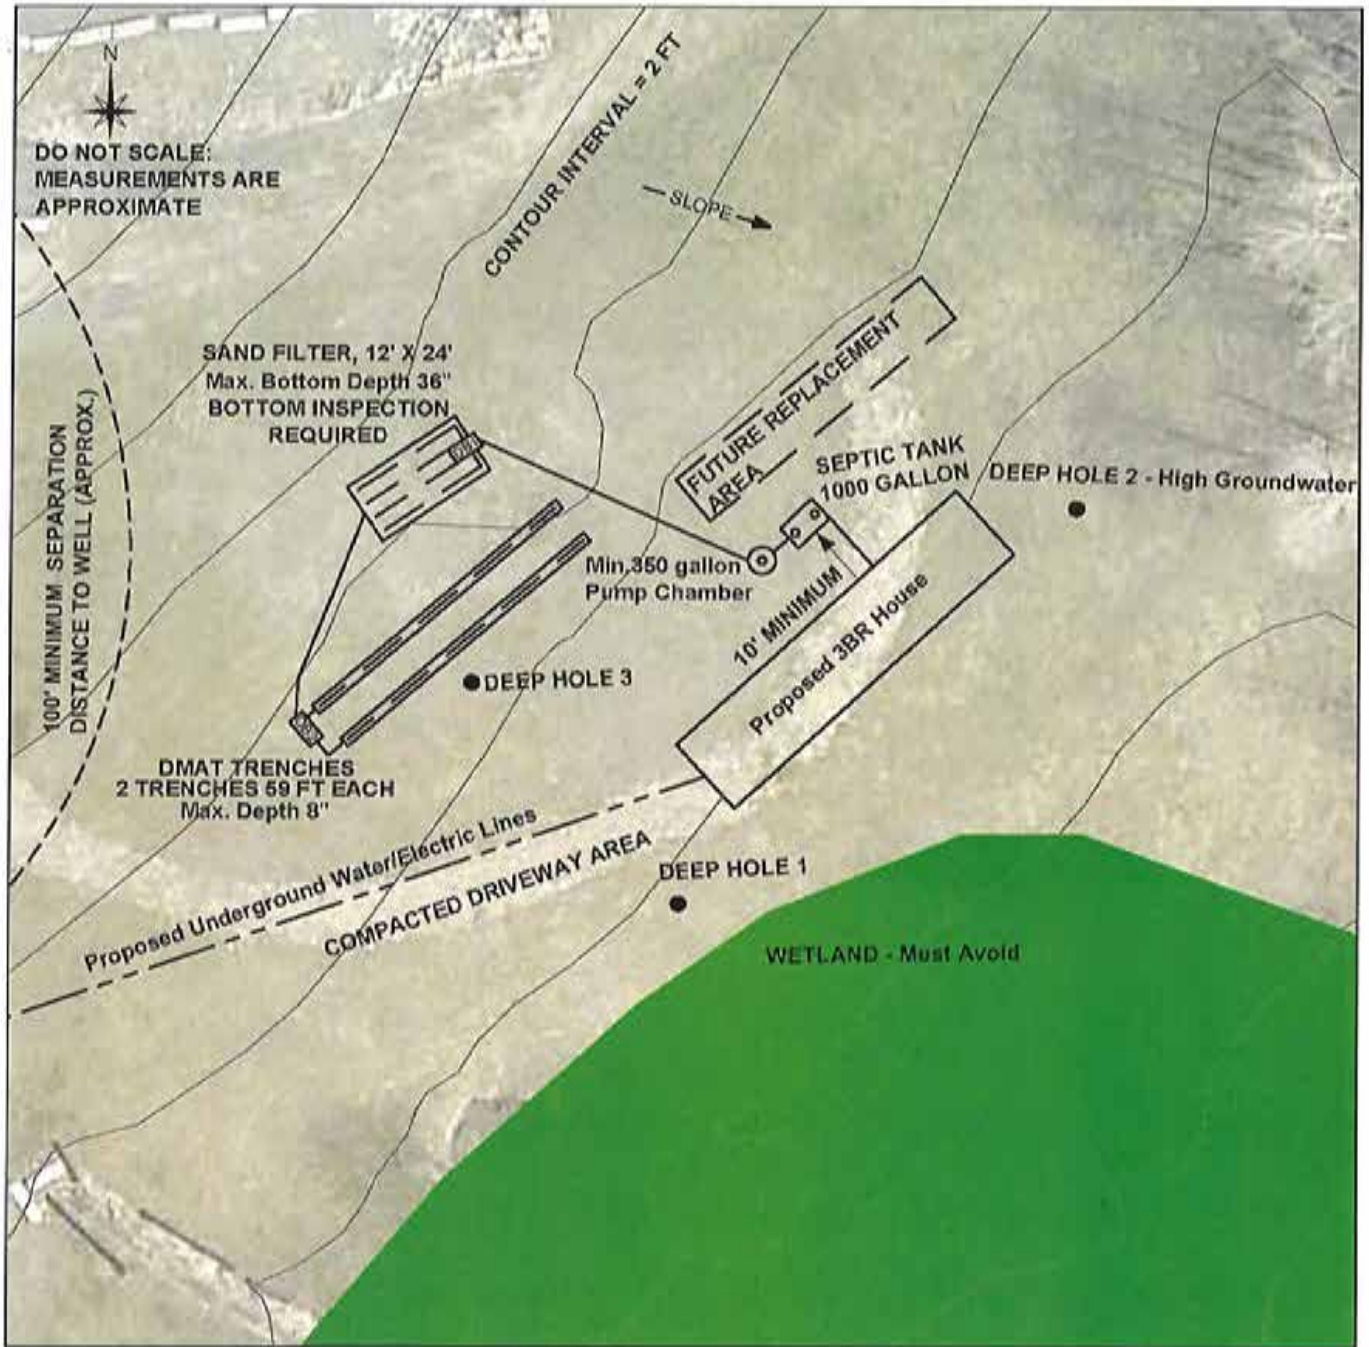 N
DO NOT SCALE:
MEASUREMENTS ARE
APPROXIMATE
CONTOUR INTERVAL = 2 FT
SLOPE
SAND FILTER, 12' X 24'
Max. Bottom Depth 36"
BOTTOM INSPECTION
REQUIRED
100' MINIMUM SEPARATION
DISTANCE TO WELL (APPROX.)
FUTURE REPLACEMENT
AREA
SEPTIC TANK
1000 GALLON
DEEP HOLE 2 - High Groundwater
Min.350 gallon
Pump Chamber
10' MINIMUM
Proposed 3BR House
DEEP HOLE 3
DMAT TRENCHES
2 TRENCHES 59 FT EACH
Max. Depth 8"
Proposed Underground Water/Electric Lines
COMPACTED DRIVEWAY AREA
DEEP HOLE 1
WETLAND - Must Avoid